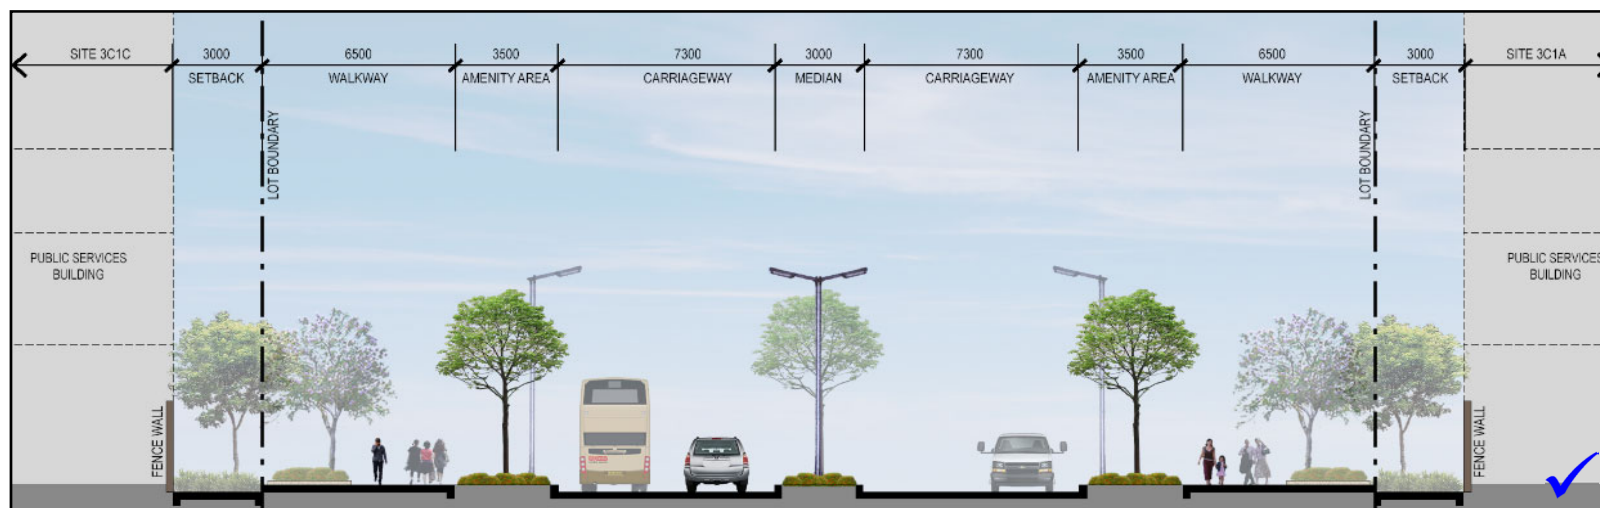 SITE 3C1C
3000
6500
3500
7300
3000
7300
3500
6500
3000
SITE 3C1A
SETBACK
WALKWAY
AMENITY AREA
CARRIAGEWAY
MEDIAN
CARRIAGEWAY
AMENITY AREA
WALKWAY
SETBACK
LOT BOUNDARY
LOT BOUNDARY
PUBLIC SERVICES
BUILDING
PUBLIC SERVICES
BUILDING
FENCE WALL
FENCE WALL